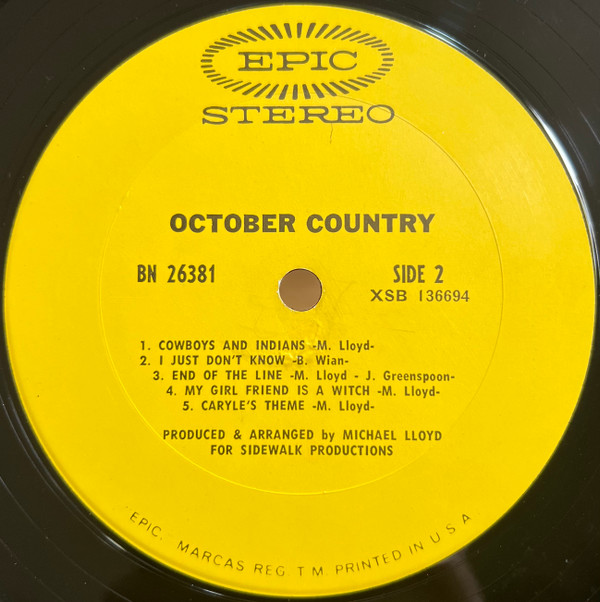 EPIC
STEREO
OCTOBER COUNTRY
BN 26381
SIDE 2
XSB 136694
1. COWBOYS AND INDIANS -M. Lloyd-
2. I JUST DON'T KNOW -B. Wian-
3. END OF THE LINE -M. Lloyd - J. Greenspoon-
4. MY GIRL FRIEND IS A WITCH -M. Lloyd-
5. CARYLE'S THEME -M. Lloyd-
PRODUCED & ARRANGED by MICHAEL LLOYD
FOR SIDEWALK PRODUCTIONS
"EPIC," MARCAS REG. T M. PRINTED IN U S A